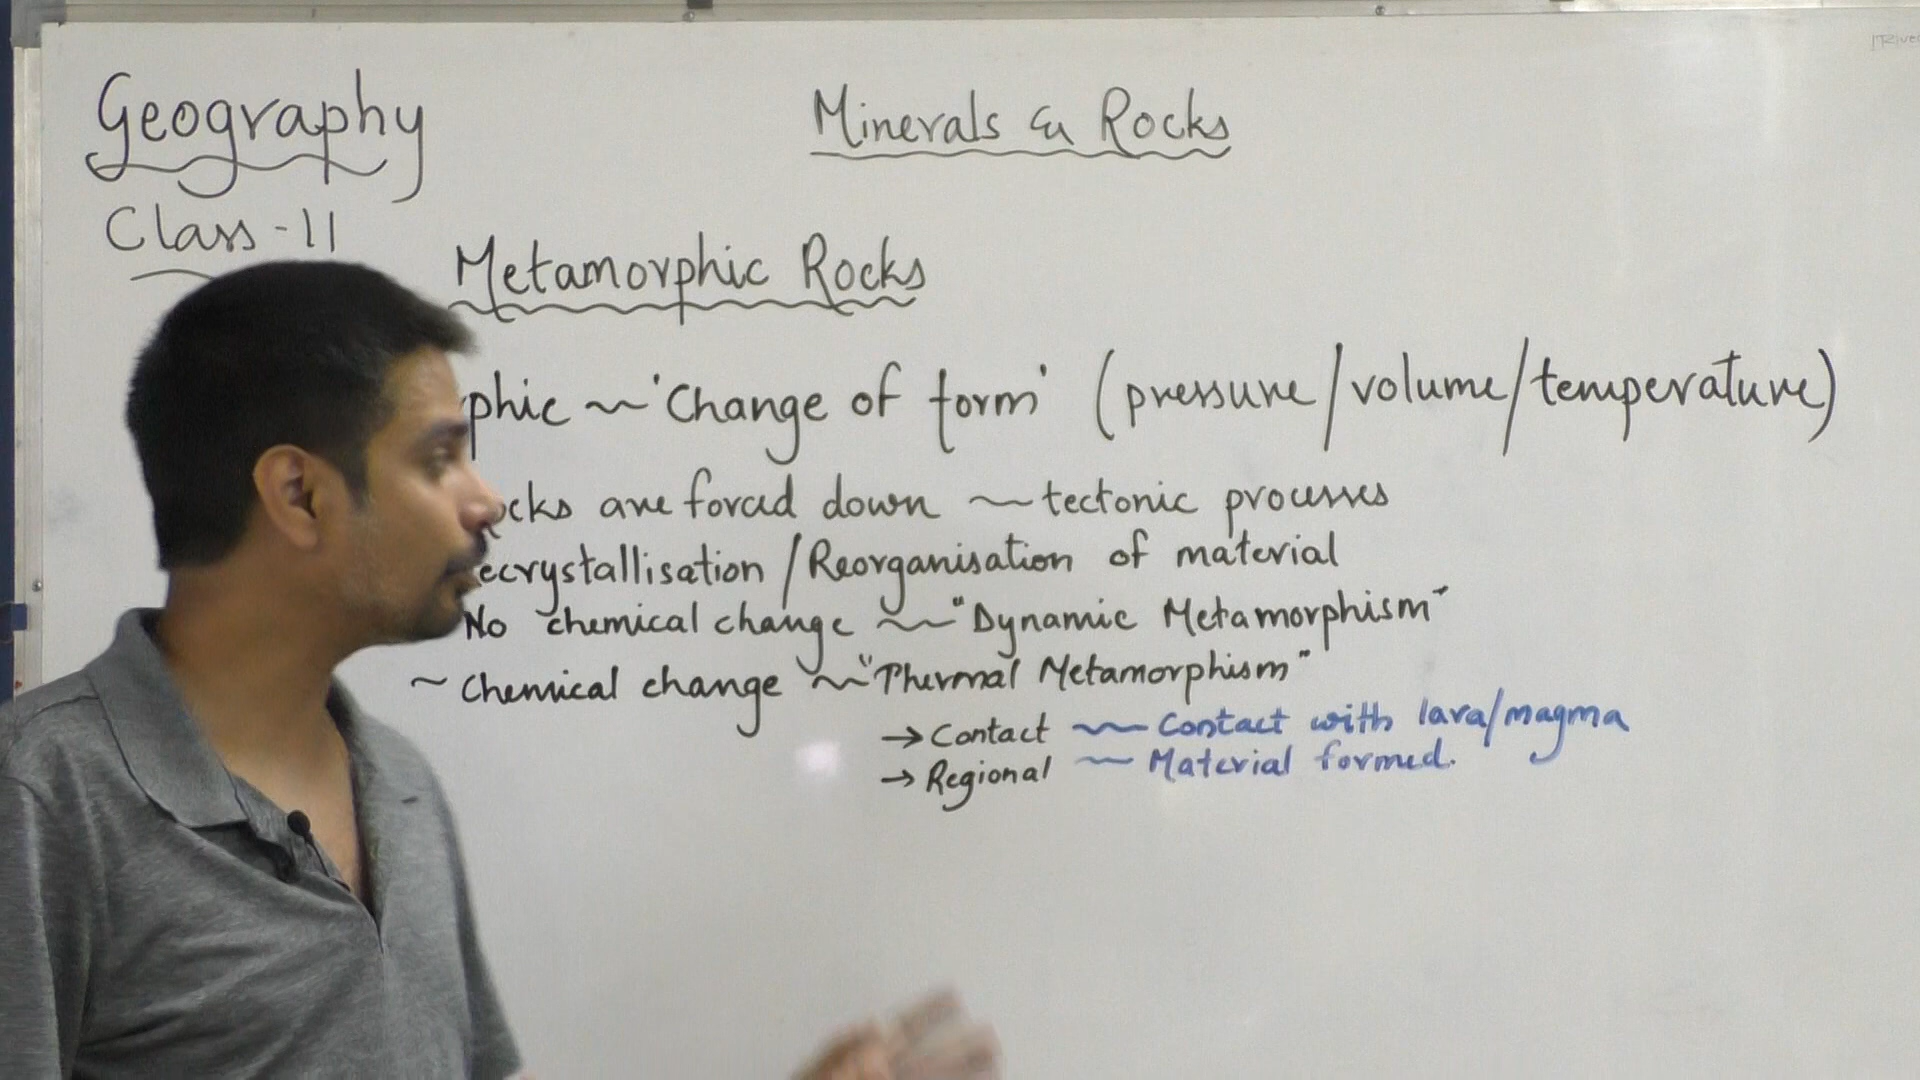 Geography
Minerals & Rocks
Class-11
Metamorphic Rocks
phic ~ 'Change of form' (pressure/volume/temperature)
ocks are forced down ~ tectonic processes
ecrystallisation / Reorganisation of material
No chemical change ~ "Dynamic Metamorphism"
~ Chemical change ~ "Thermal Metamorphism"
→ Contact ~ Contact with lava/magma
→ Regional ~ Material formed.